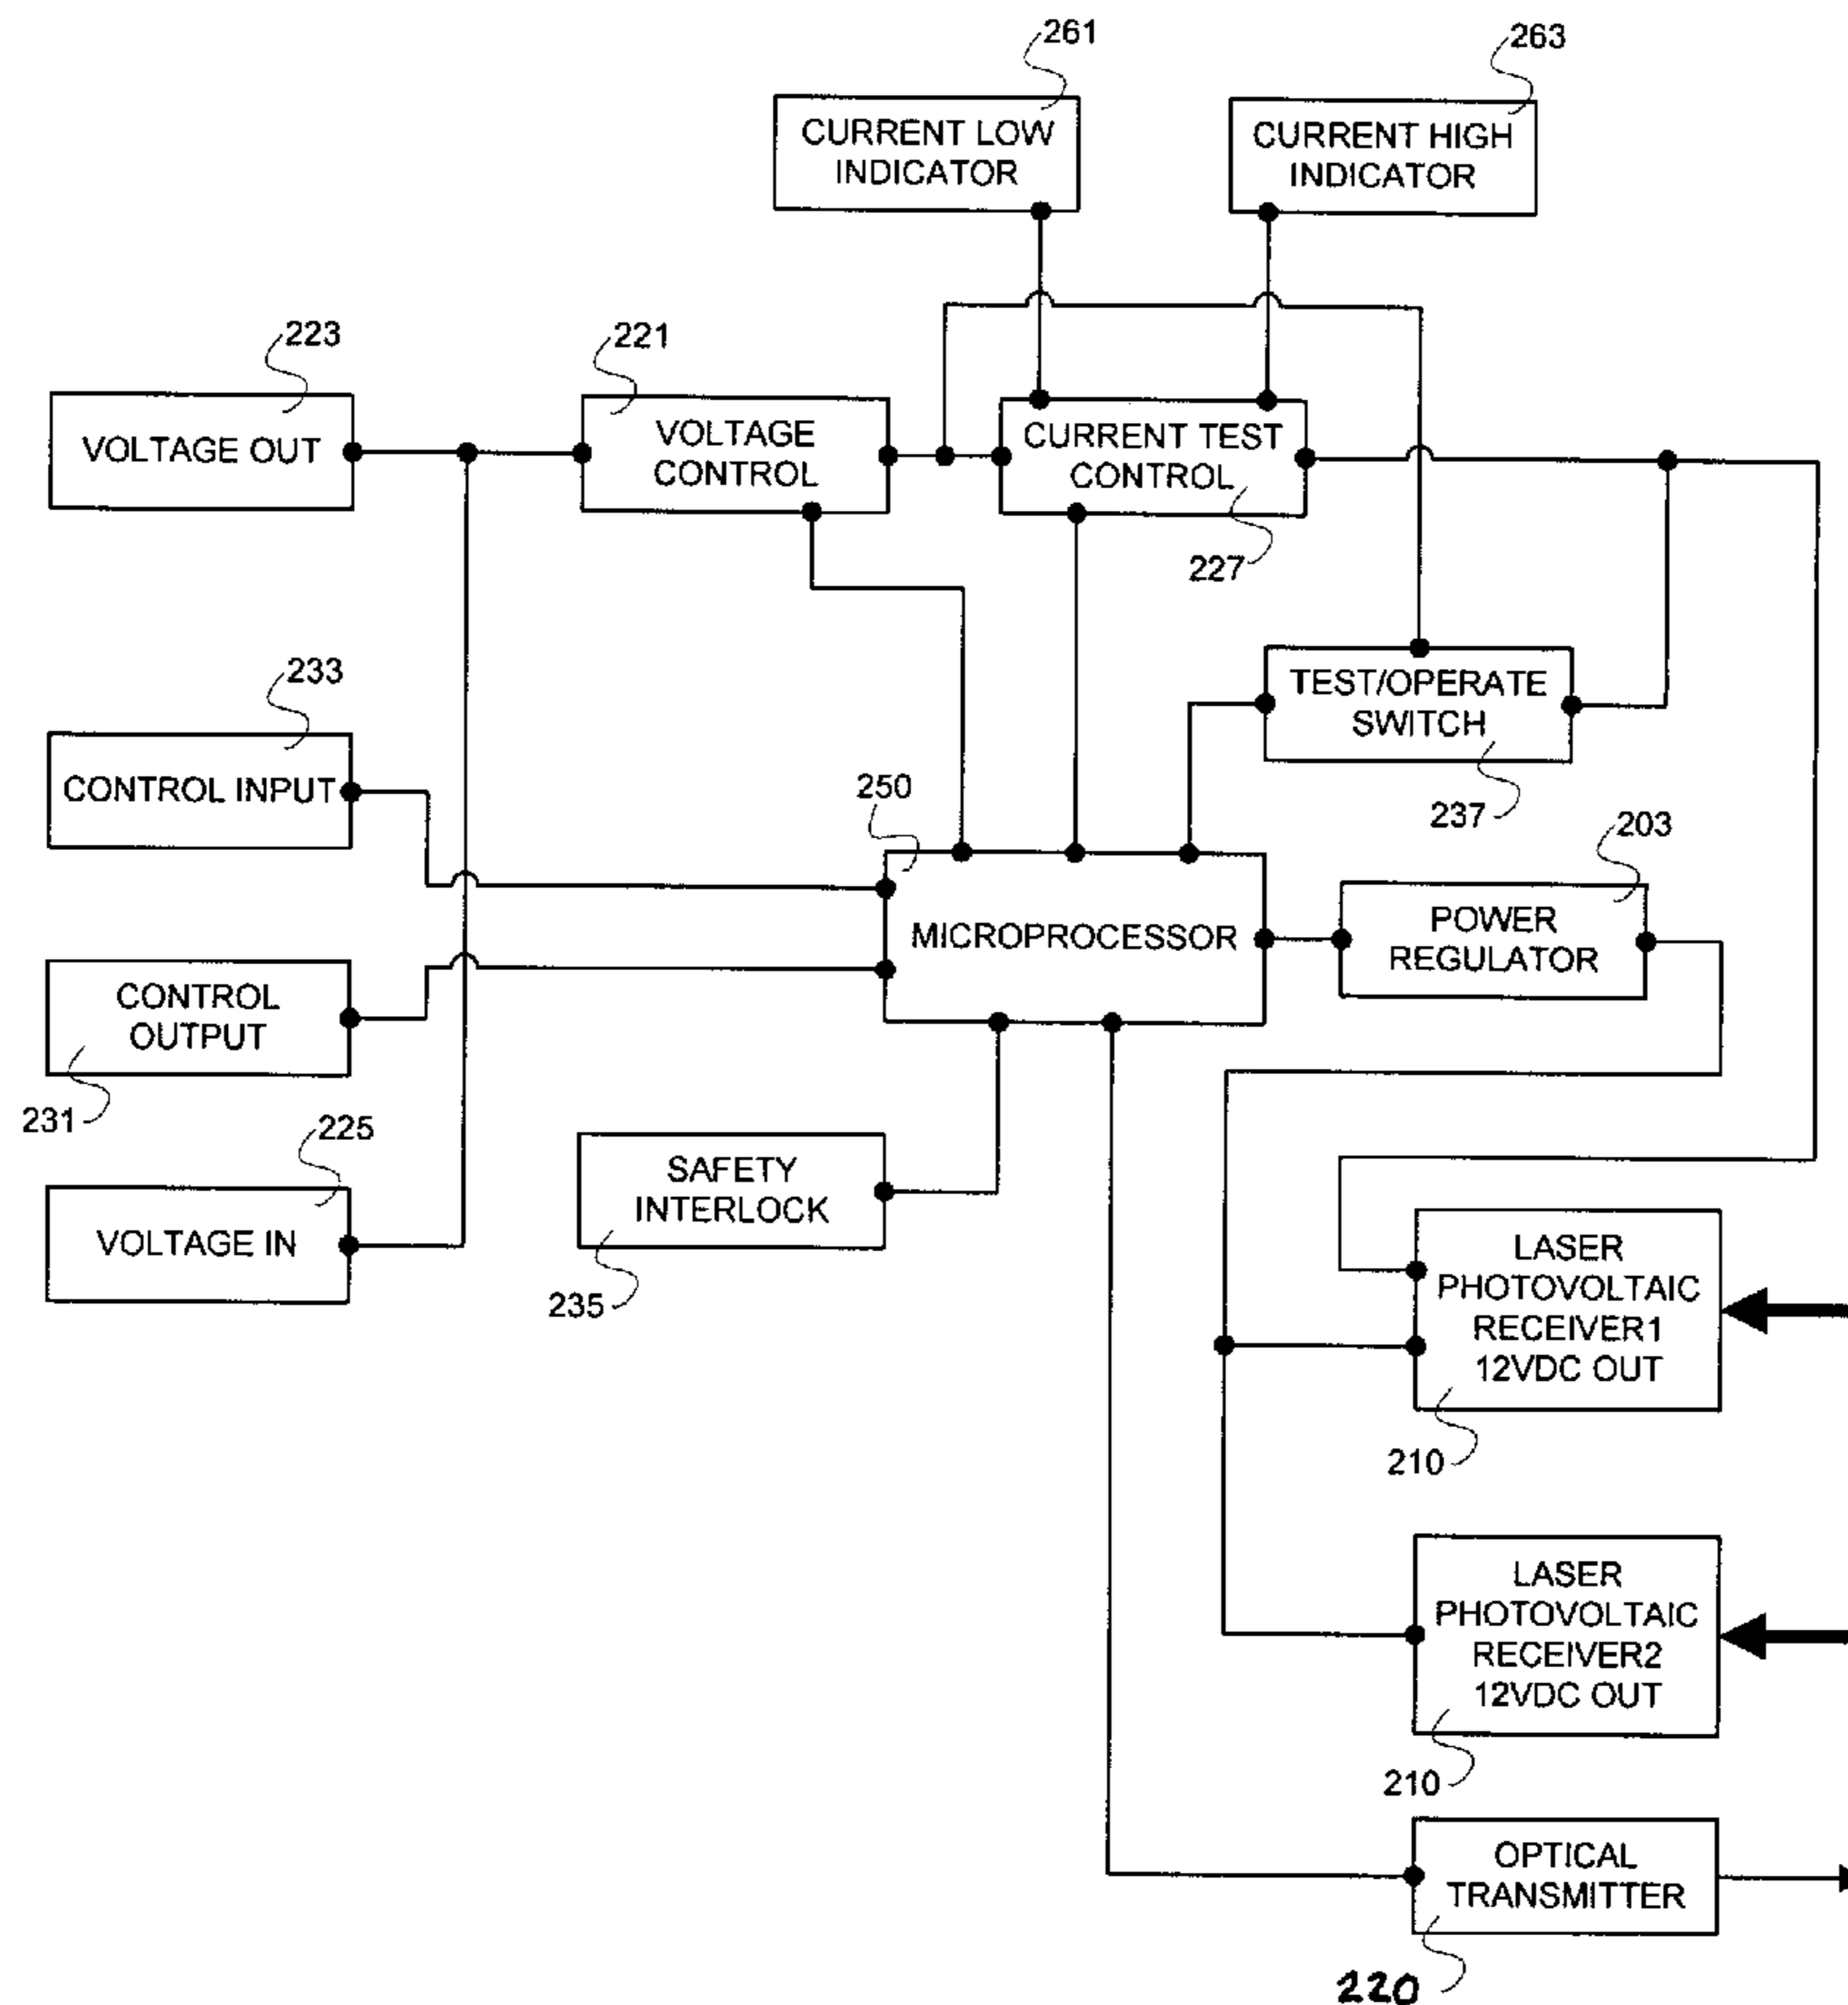 261
263
CURRENT LOW
INDICATOR
CURRENT HIGH
INDICATOR
223
221
VOLTAGE OUT
VOLTAGE
CONTROL
CURRENT TEST
CONTROL
227
233
TEST/OPERATE
SWITCH
237
CONTROL INPUT
250
203
MICROPROCESSOR
POWER
REGULATOR
CONTROL
OUTPUT
231
225
SAFETY
INTERLOCK
235
VOLTAGE IN
LASER
PHOTOVOLTAIC
RECEIVER1
12VDC OUT
210
LASER
PHOTOVOLTAIC
RECEIVER2
12VDC OUT
210
OPTICAL
TRANSMITTER
220